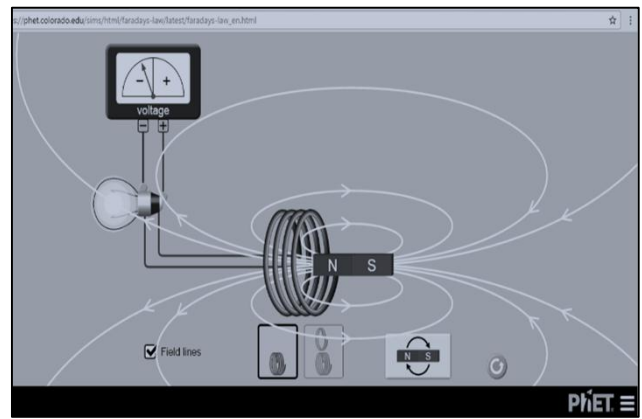 s://phet.colorado.edu/sims/html/faradays-law/latest/faradays-law_en.html
- +
voltage
- +
N S
Field lines
N S
PhET